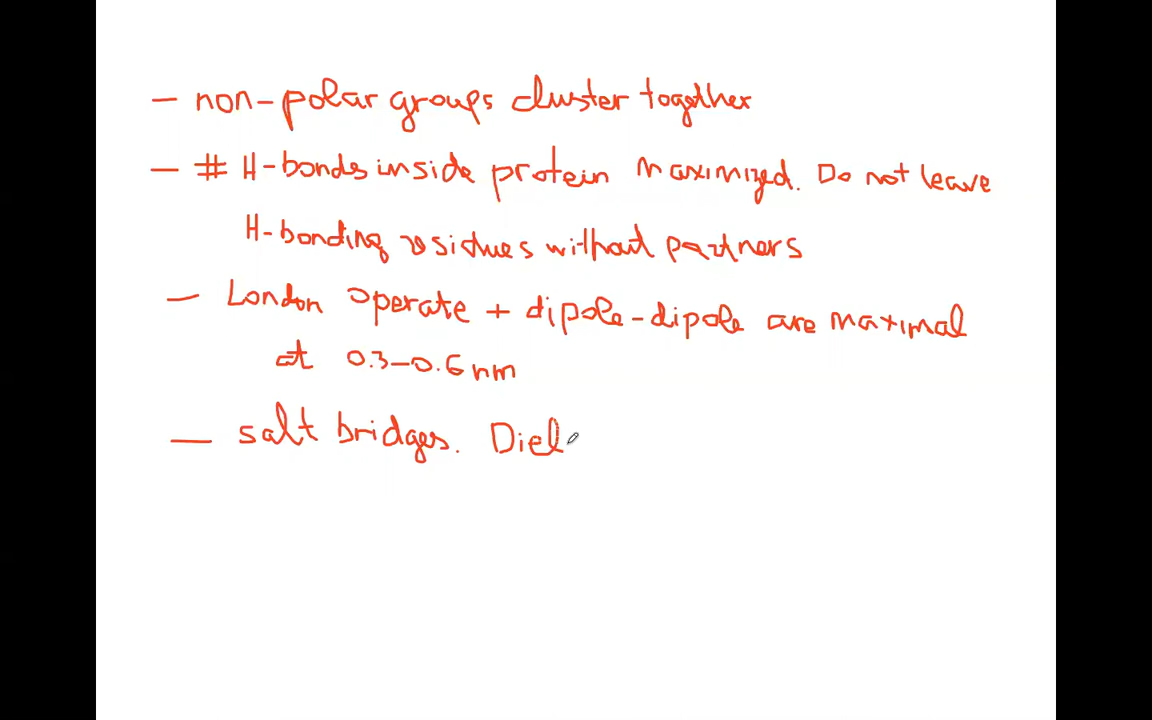 - non-polar groups cluster together
- # H-bonds inside protein maximized. Do not leave
H-bonding residues without partners
- London operate + dipole-dipole are maximal
at 0.3-0.6 nm
- salt bridges. Diel